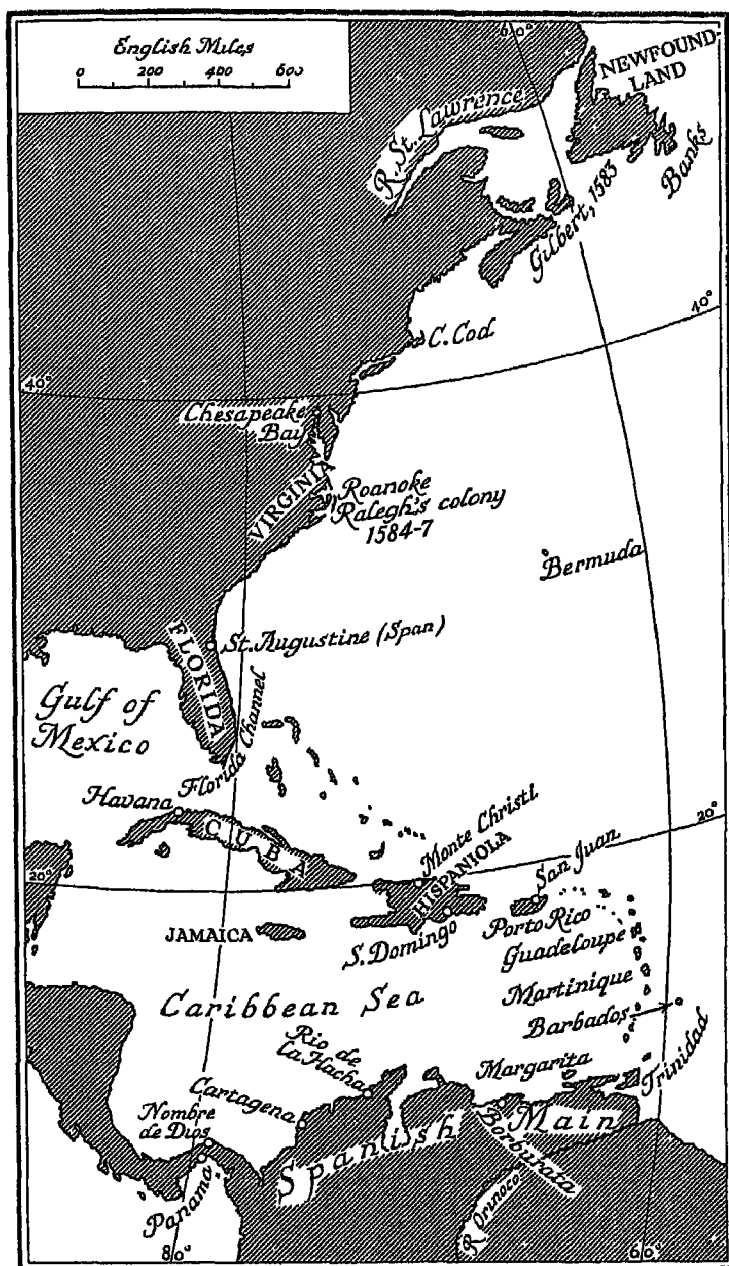 English Miles
0 200 400 600
60°
NEWFOUND-
LAND
R. St. Lawrence
Banks
Gilbert, 1583
40°
C. Cod
40°
Chesapeake
Bay
VIRGINIA
Roanoke
Ralegh's colony
1584-7
Bermuda
St. Augustine (Span)
FLORIDA
Gulf of
Mexico
Florida Channel
Havana
CUBA
Monte Christi
HISPANIOLA
20°
San Juan
20°
JAMAICA
S. Domingo
Porto Rico
Guadeloupe
Martinique
Barbados
Caribbean Sea
Rio de
la Hacha
Margarita
Trinidad
Cartagena
Nombre
de Dios
Spanish Main
Borburata
Panama
R. Orinoco
80°
60°